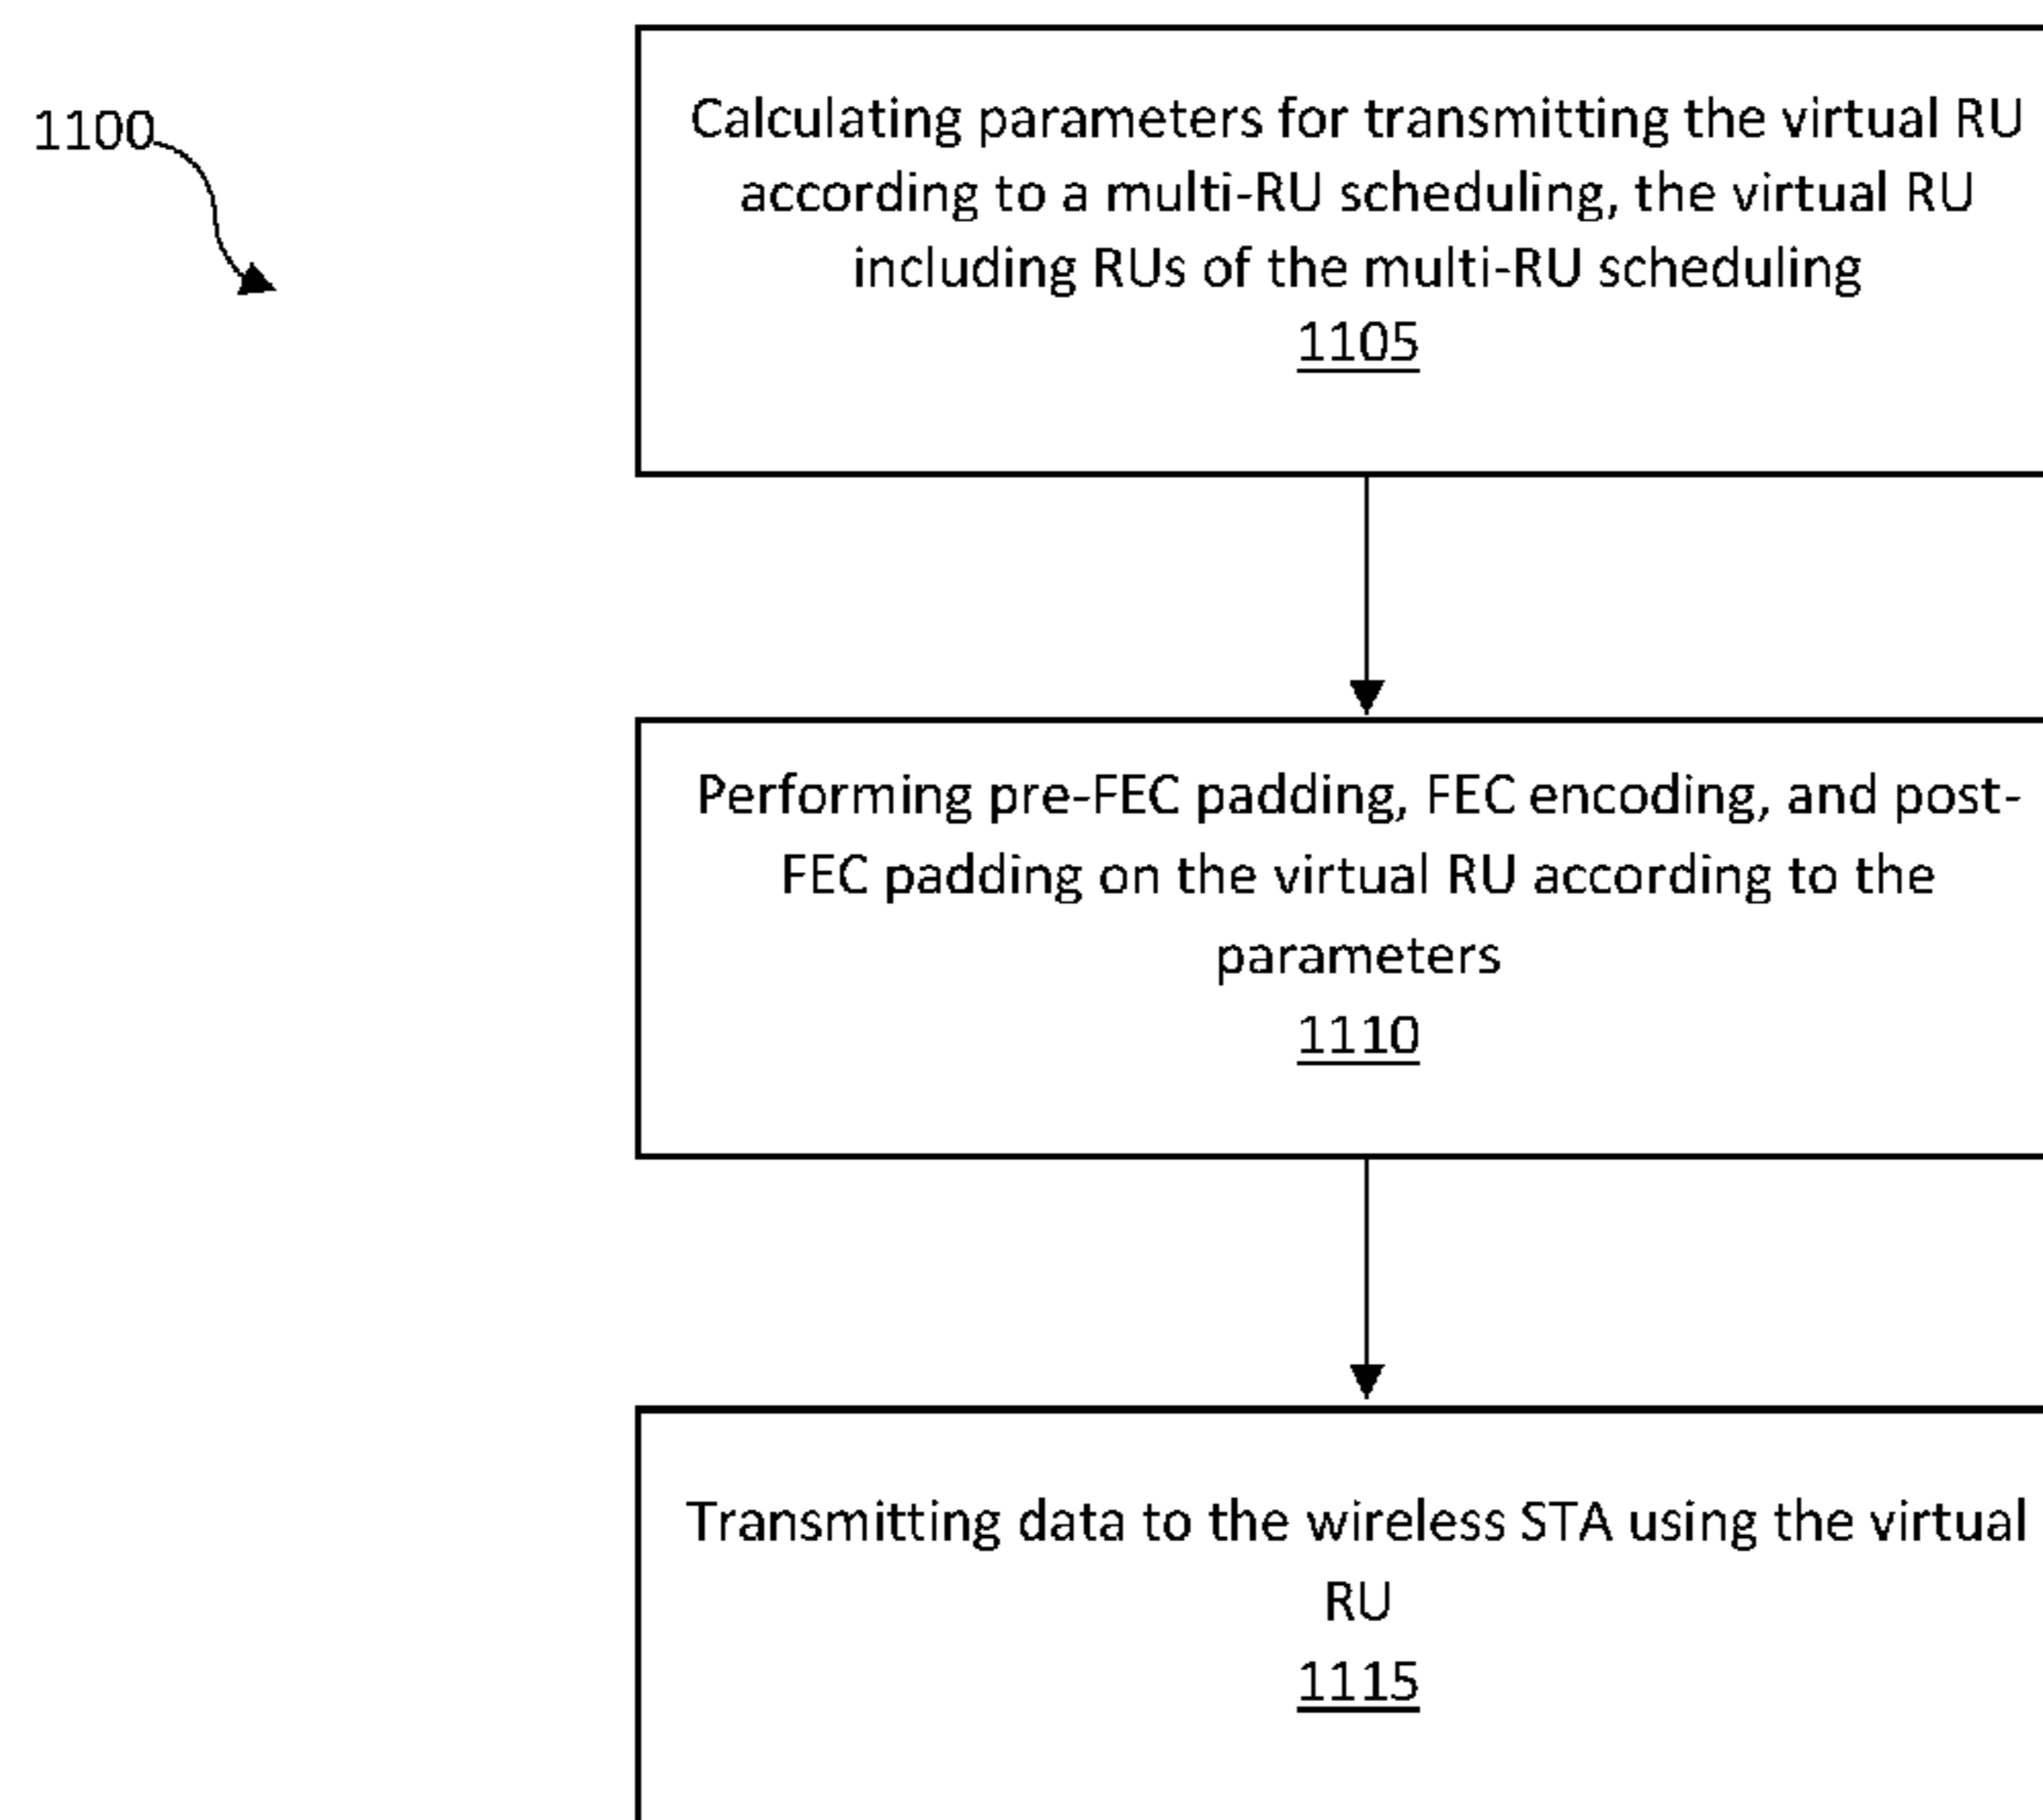 1100
Calculating parameters for transmitting the virtual RU
according to a multi-RU scheduling, the virtual RU
including RUs of the multi-RU scheduling
1105
Performing pre-FEC padding, FEC encoding, and post-
FEC padding on the virtual RU according to the
parameters
1110
Transmitting data to the wireless STA using the virtual
RU
1115